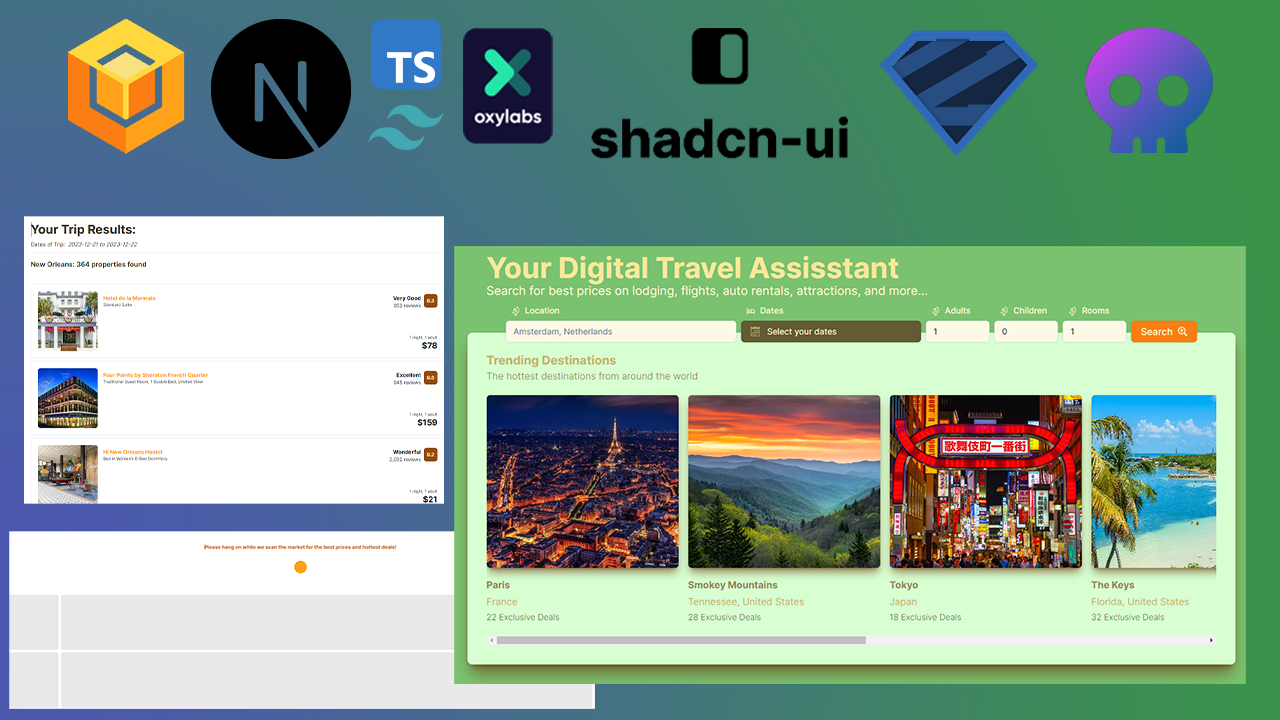 TS
oxylabs
shadcn-ui
Your Trip Results:
Dates of Trip: 2023-12-21 to 2023-12-22
New Orleans: 364 properties found
Hotel de la Monnaie
Standard Suite
Very Good
853 reviews
8.3
1 night, 1 adult
$78
Four Points by Sheraton French Quarter
Traditional Guest Room, 1 Double Bed, Limited View
Excellent
845 reviews
1 night, 1 adult
$159
HI New Orleans Hostel
Bed in Women's 6-Bed Dormitory
Wonderful
2,032 reviews
9.2
1 night, 1 adult
$21
Please hang on while we scan the market for the best prices and hottest deals!
Your Digital Travel Assisstant
Search for best prices on lodging, flights, auto rentals, attractions, and more...
Location
Dates
Adults
Children
Rooms
Amsterdam, Netherlands
Select your dates
1
0
1
Search
Trending Destinations
The hottest destinations from around the world
歌舞伎町一番街
Paris
France
22 Exclusive Deals
Smokey Mountains
Tennessee, United States
28 Exclusive Deals
Tokyo
Japan
18 Exclusive Deals
The Keys
Florida, United States
32 Exclusive Deals